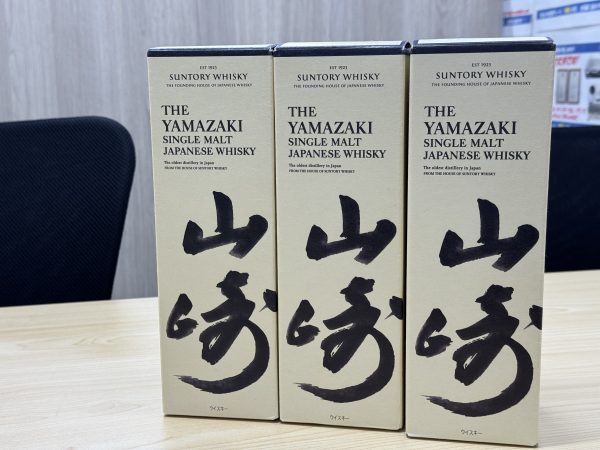 EST 1923
SUNTORY WHISKY
THE FOUNDING HOUSE OF JAPANESE WHISKY
THE
YAMAZAKI
SINGLE MALT
JAPANESE WHISKY
The oldest distillery in Japan
FROM THE HOUSE OF SUNTORY WHISKY
山崎
ウイスキー
EST 1923
SUNTORY WHISKY
THE FOUNDING HOUSE OF JAPANESE WHISKY
THE
YAMAZAKI
SINGLE MALT
JAPANESE WHISKY
The oldest distillery in Japan
FROM THE HOUSE OF SUNTORY WHISKY
山崎
ウイスキー
EST 1923
SUNTORY WHISKY
THE FOUNDING HOUSE OF JAPANESE WHISKY
THE
YAMAZAKI
SINGLE MALT
JAPANESE WHISKY
The oldest distillery in Japan
FROM THE HOUSE OF SUNTORY WHISKY
山崎
ウイスキー